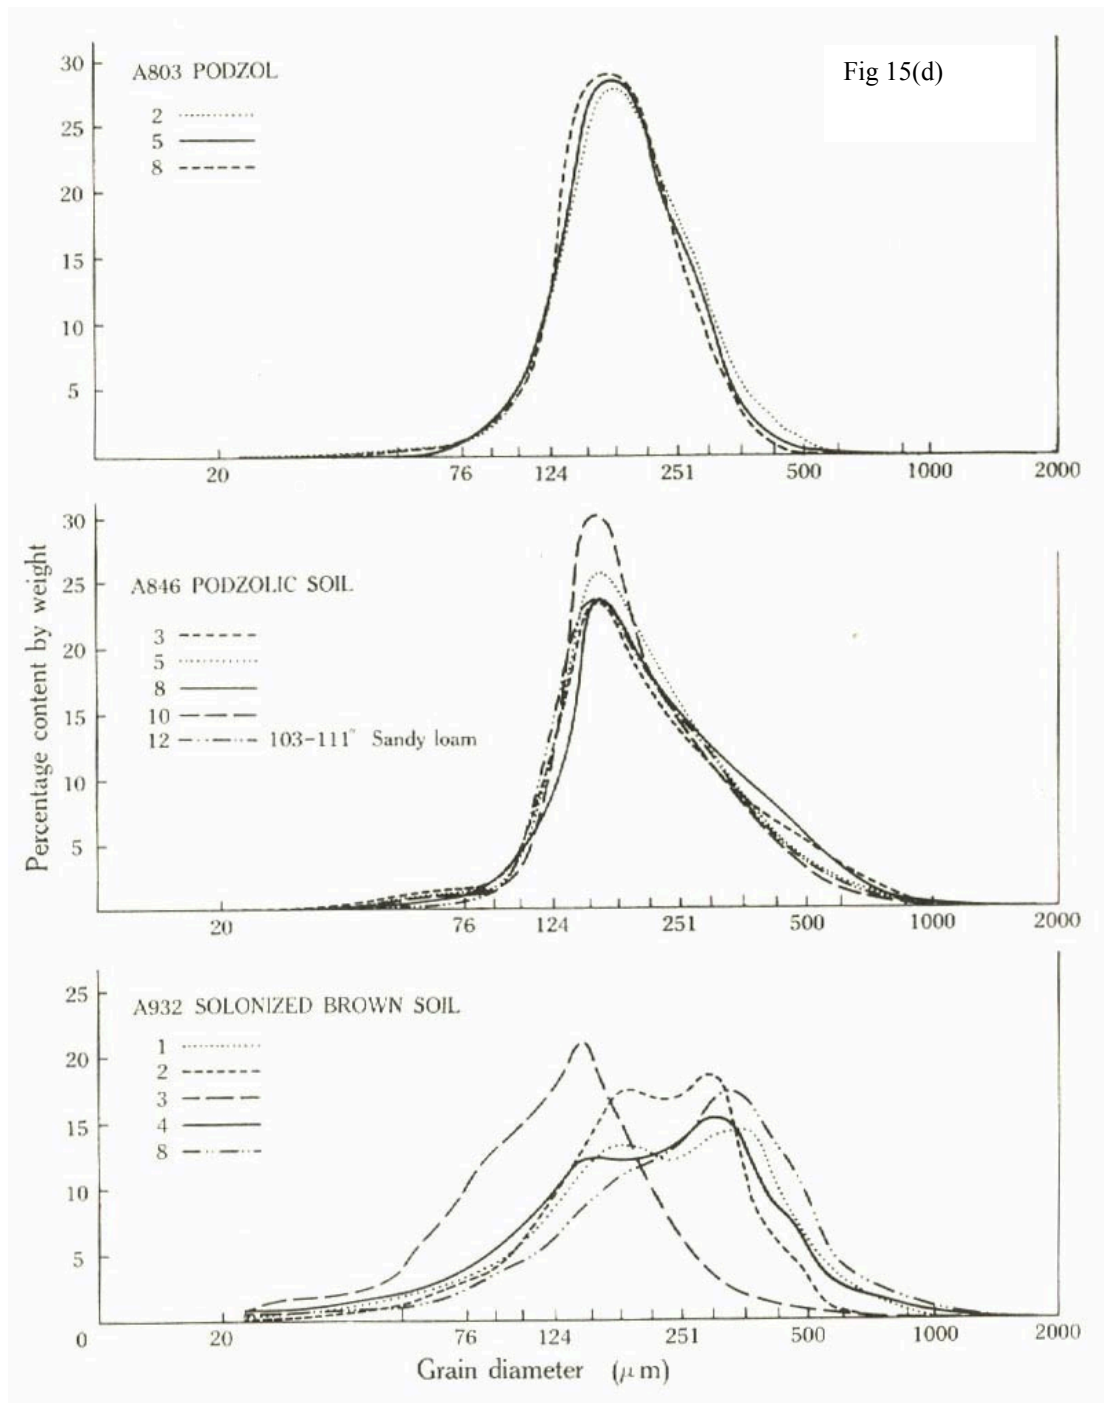 Fig 15(d)
A803 PODZOL
2
5
8
30
25
20
15
10
5
20 76 124 251 500 1000 2000
Percentage content by weight
A846 PODZOLIC SOIL
3
5
8
10
12 103-111" Sandy loam
30
25
20
15
10
5
20 76 124 251 500 1000 2000
A932 SOLONIZED BROWN SOIL
1
2
3
4
8
25
20
15
10
5
0 20 76 124 251 500 1000 2000
Grain diameter (μm)